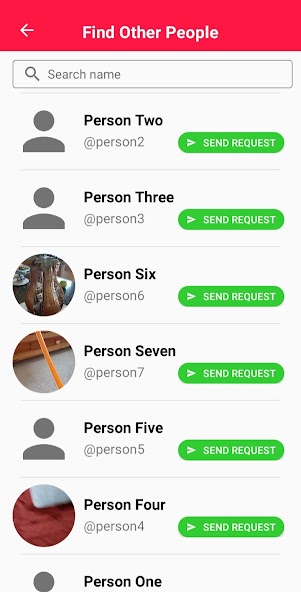 Find Other People
Search name
Person Two
@person2
SEND REQUEST
Person Three
@person3
SEND REQUEST
Person Six
@person6
SEND REQUEST
Person Seven
@person7
SEND REQUEST
Person Five
@person5
SEND REQUEST
Person Four
@person4
SEND REQUEST
Person One